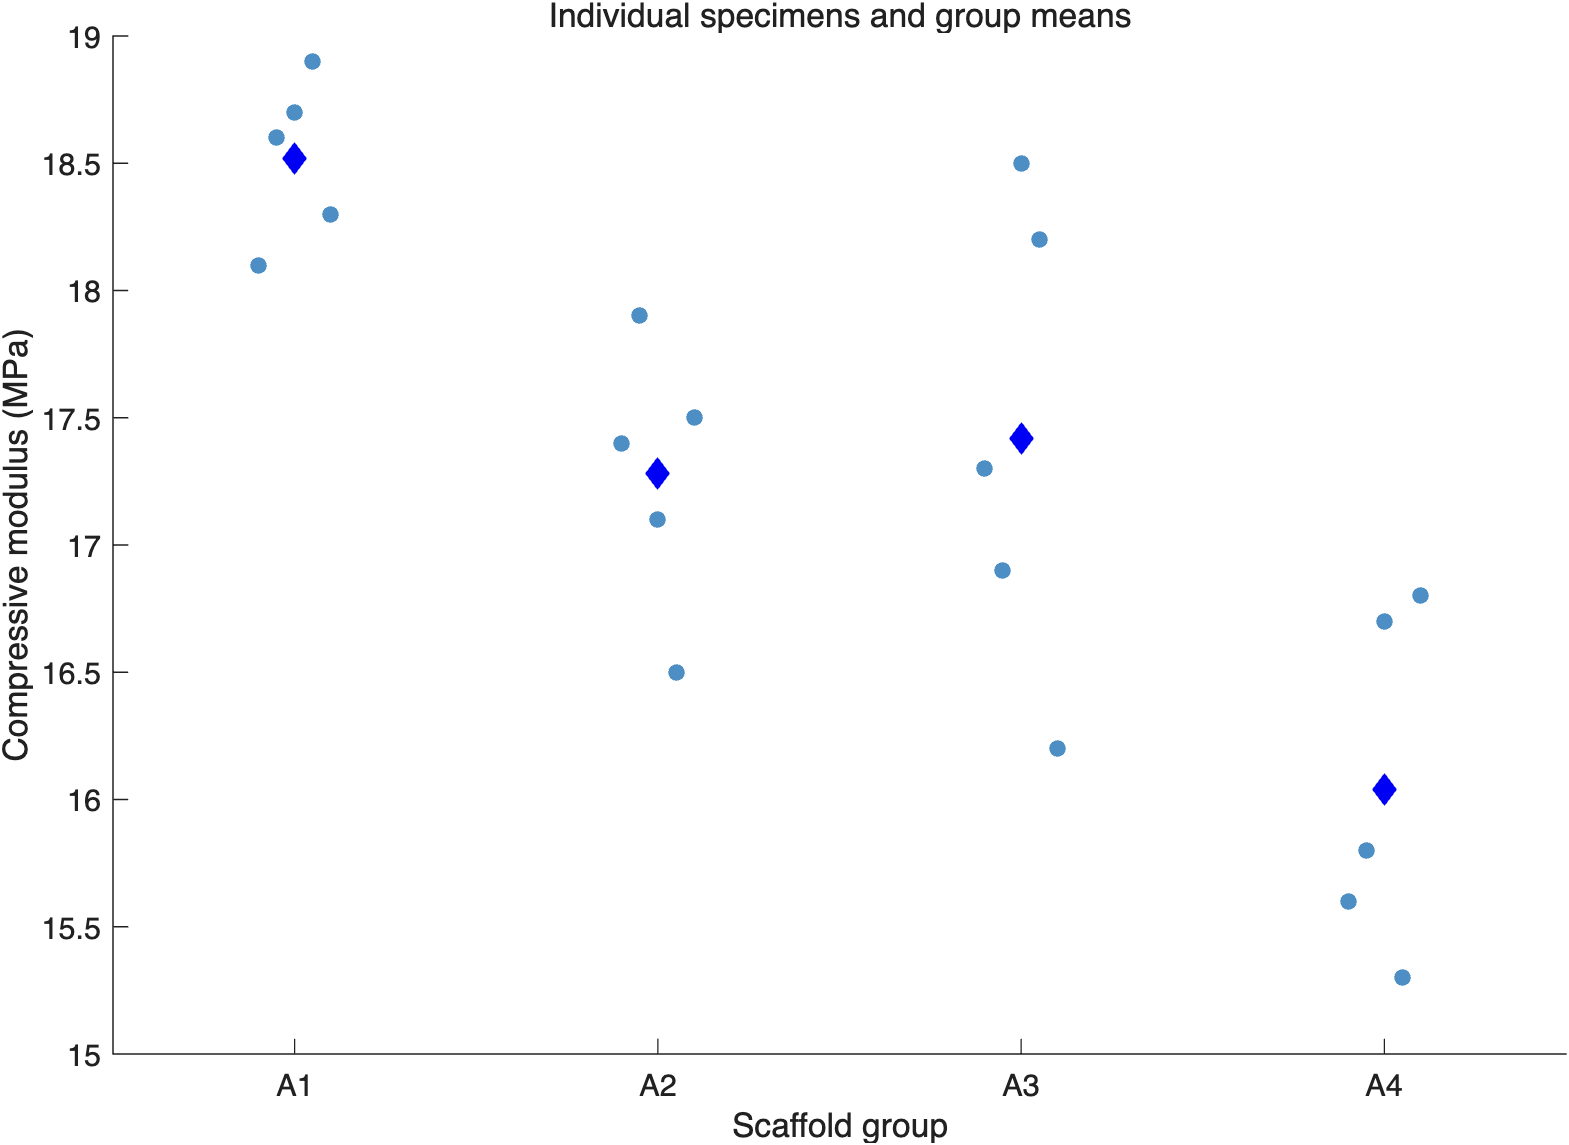 Individual specimens and group means
19
18.5
18
17.5
17
16.5
16
15.5
15
Compressive modulus (MPa)
A1 A2 A3 A4
Scaffold group